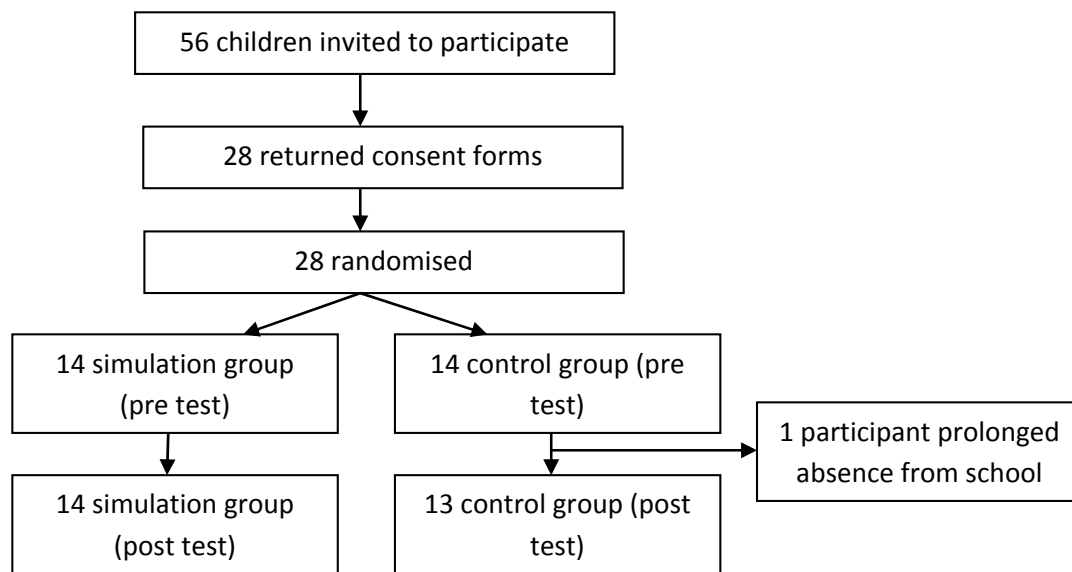 56 children invited to participate
28 returned consent forms
28 randomised
14 simulation group
(pre test)
14 control group (pre
test)
1 participant prolonged
absence from school
14 simulation group
(post test)
13 control group (post
test)